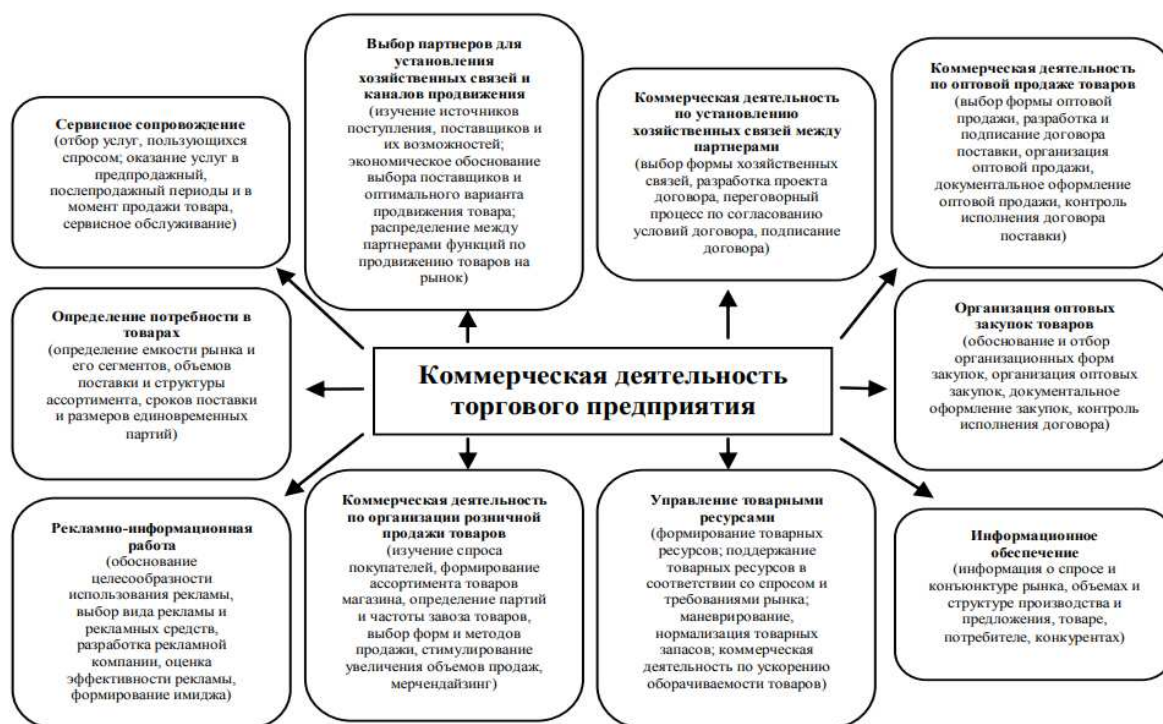 Сервисное сопровождение
(отбор услуг, пользующихся
спросом; оказание услуг в
предпродажный,
послепродажный периоды и в
момент продажи товара,
сервисное обслуживание)
Выбор партнеров для
установления
хозяйственных связей и
каналов продвижения
(изучение источников
поступления, поставщиков и
их возможностей;
экономическое обоснование
выбора поставщиков и
оптимального варианта
продвижения товара;
распределение между
партнерами функций по
продвижению товаров на
рынок)
Коммерческая деятельность
по установлению
хозяйственных связей между
партнерами
(выбор формы хозяйственных
связей, разработка проекта
договора, переговорный
процесс по согласованию
условий договора, подписание
договора)
Коммерческая деятельность
по оптовой продаже товаров
(выбор формы оптовой
продажи, разработка и
подписание договора
поставки, организация
оптовой продажи,
документальное оформление
оптовой продажи, контроль
исполнения договора
поставки)
Определение потребности в
товарах
(определение емкости рынка и
его сегментов, объемов
поставки и структуры
ассортимента, сроков поставки
и размеров единовременных
партий)
Коммерческая деятельность
торгового предприятия
Организация оптовых
закупок товаров
(обоснование и отбор
организационных форм
закупок, организация оптовых
закупок, документальное
оформление закупок, контроль
исполнения договора)
Рекламно-информационная
работа
(обоснование
целесообразности
использования рекламы,
выбор вида рекламы и
рекламных средств,
разработка рекламной
компании, оценка
эффективности рекламы,
формирование имиджа)
Коммерческая деятельность
по организации розничной
продажи товаров
(изучение спроса
покупателей, формирование
ассортимента товаров
магазина, определение партий
и частоты завоза товаров,
выбор форм и методов
продажи, стимулирование
увеличения объемов продаж,
мерчендайзинг)
Управление товарными
ресурсами
(формирование товарных
ресурсов; поддержание
товарных ресурсов в
соответствии со спросом и
требованиями рынка;
маневрирование,
нормализация товарных
запасов; коммерческая
деятельность по ускорению
оборачиваемости товаров)
Информационное
обеспечение
(информация о спросе и
конъюнктуре рынка, объемах и
структуре производства и
предложения, товаре,
потребителе, конкурентах)